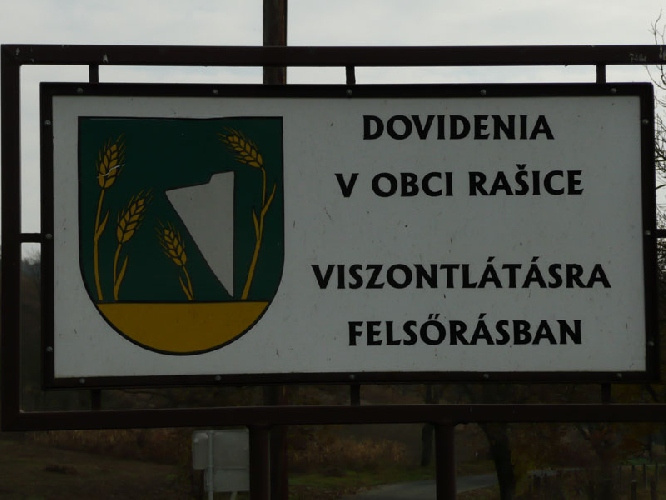 DOVIDENIA
V OBCI RAŠICE
VISZONTLÁTÁSRA
FELSŐRÁSBAN